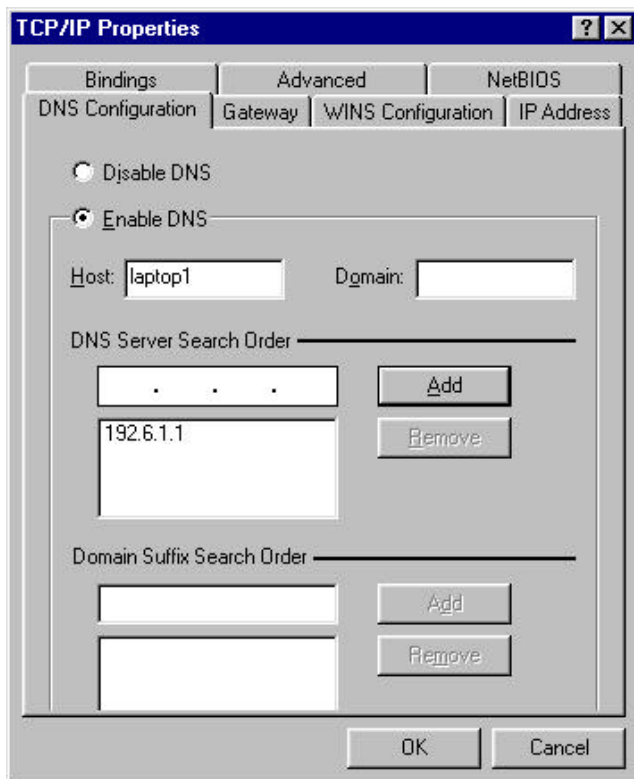 TCP/IP Properties
Bindings Advanced NetBIOS
DNS Configuration Gateway WINS Configuration IP Address
Disable DNS
Enable DNS
Host: laptop1 Domain:
DNS Server Search Order
. . . Add
192.6.1.1 Remove
Domain Suffix Search Order
Add
Remove
OK Cancel